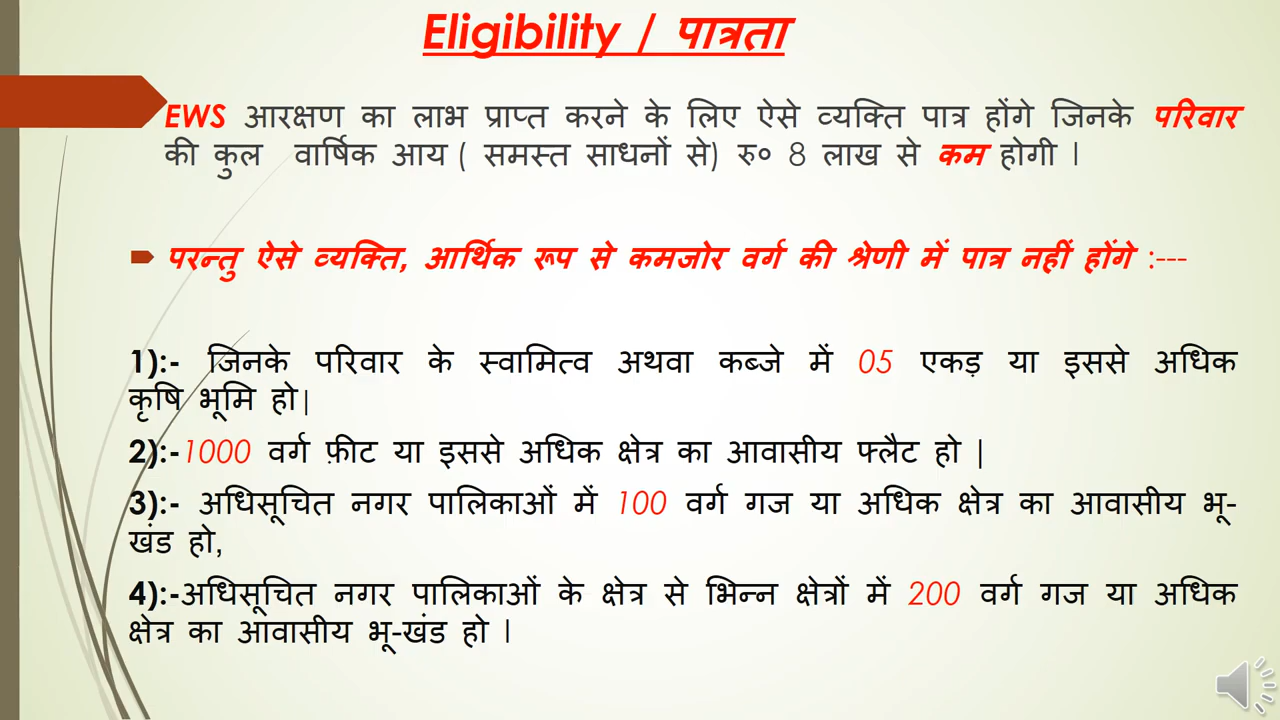 Eligibility / पात्रता
EWS आरक्षण का लाभ प्राप्त करने के लिए ऐसे व्यक्ति पात्र होंगे जिनके परिवार
की कुल वार्षिक आय ( समस्त साधनों से) रु० 8 लाख से कम होगी |
परन्तु ऐसे व्यक्ति, आर्थिक रूप से कमजोर वर्ग की श्रेणी में पात्र नहीं होंगे :---
1):- जिनके परिवार के स्वामित्व अथवा कब्जे में 05 एकड़ या इससे अधिक
कृषि भूमि हो|
2):-1000 वर्ग फ़ीट या इससे अधिक क्षेत्र का आवासीय फ्लैट हो |
3):- अधिसूचित नगर पालिकाओं में 100 वर्ग गज या अधिक क्षेत्र का आवासीय भू-
खंड हो,
4):-अधिसूचित नगर पालिकाओं के क्षेत्र से भिन्न क्षेत्रों में 200 वर्ग गज या अधिक
क्षेत्र का आवासीय भू-खंड हो |